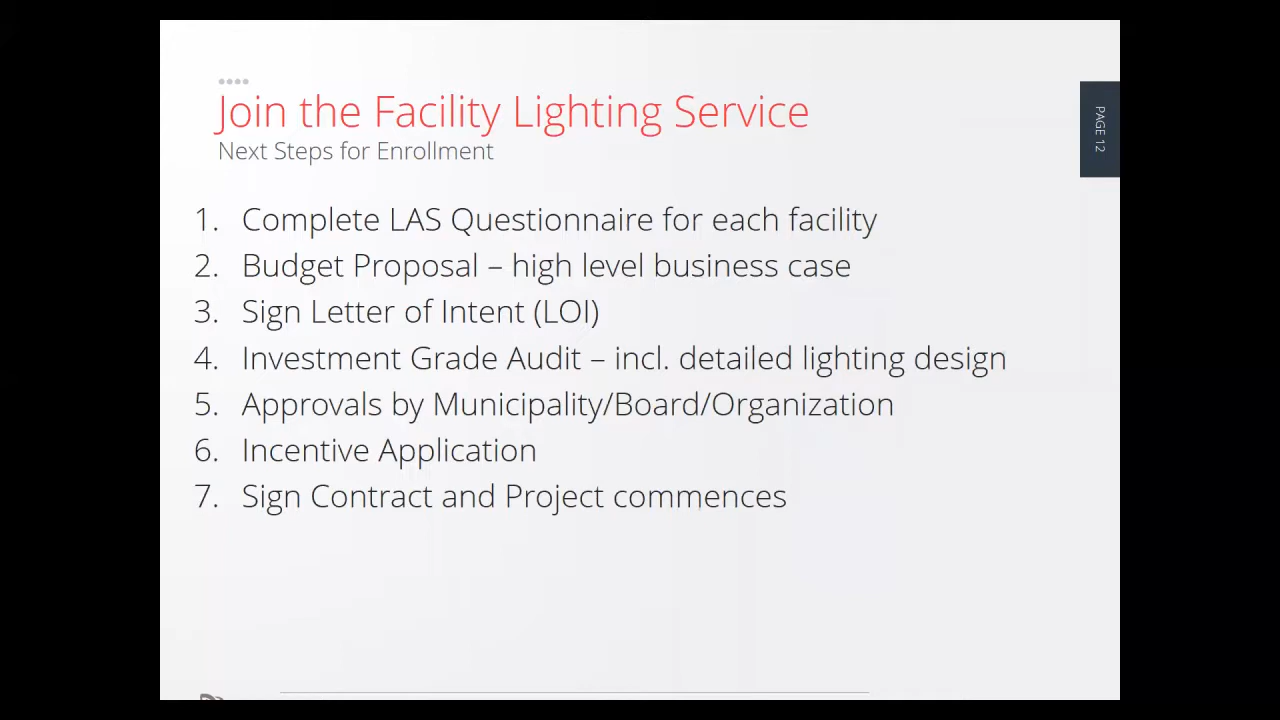 Join the Facility Lighting Service
Next Steps for Enrollment
PAGE 12
1. Complete LAS Questionnaire for each facility
2. Budget Proposal – high level business case
3. Sign Letter of Intent (LOI)
4. Investment Grade Audit – incl. detailed lighting design
5. Approvals by Municipality/Board/Organization
6. Incentive Application
7. Sign Contract and Project commences